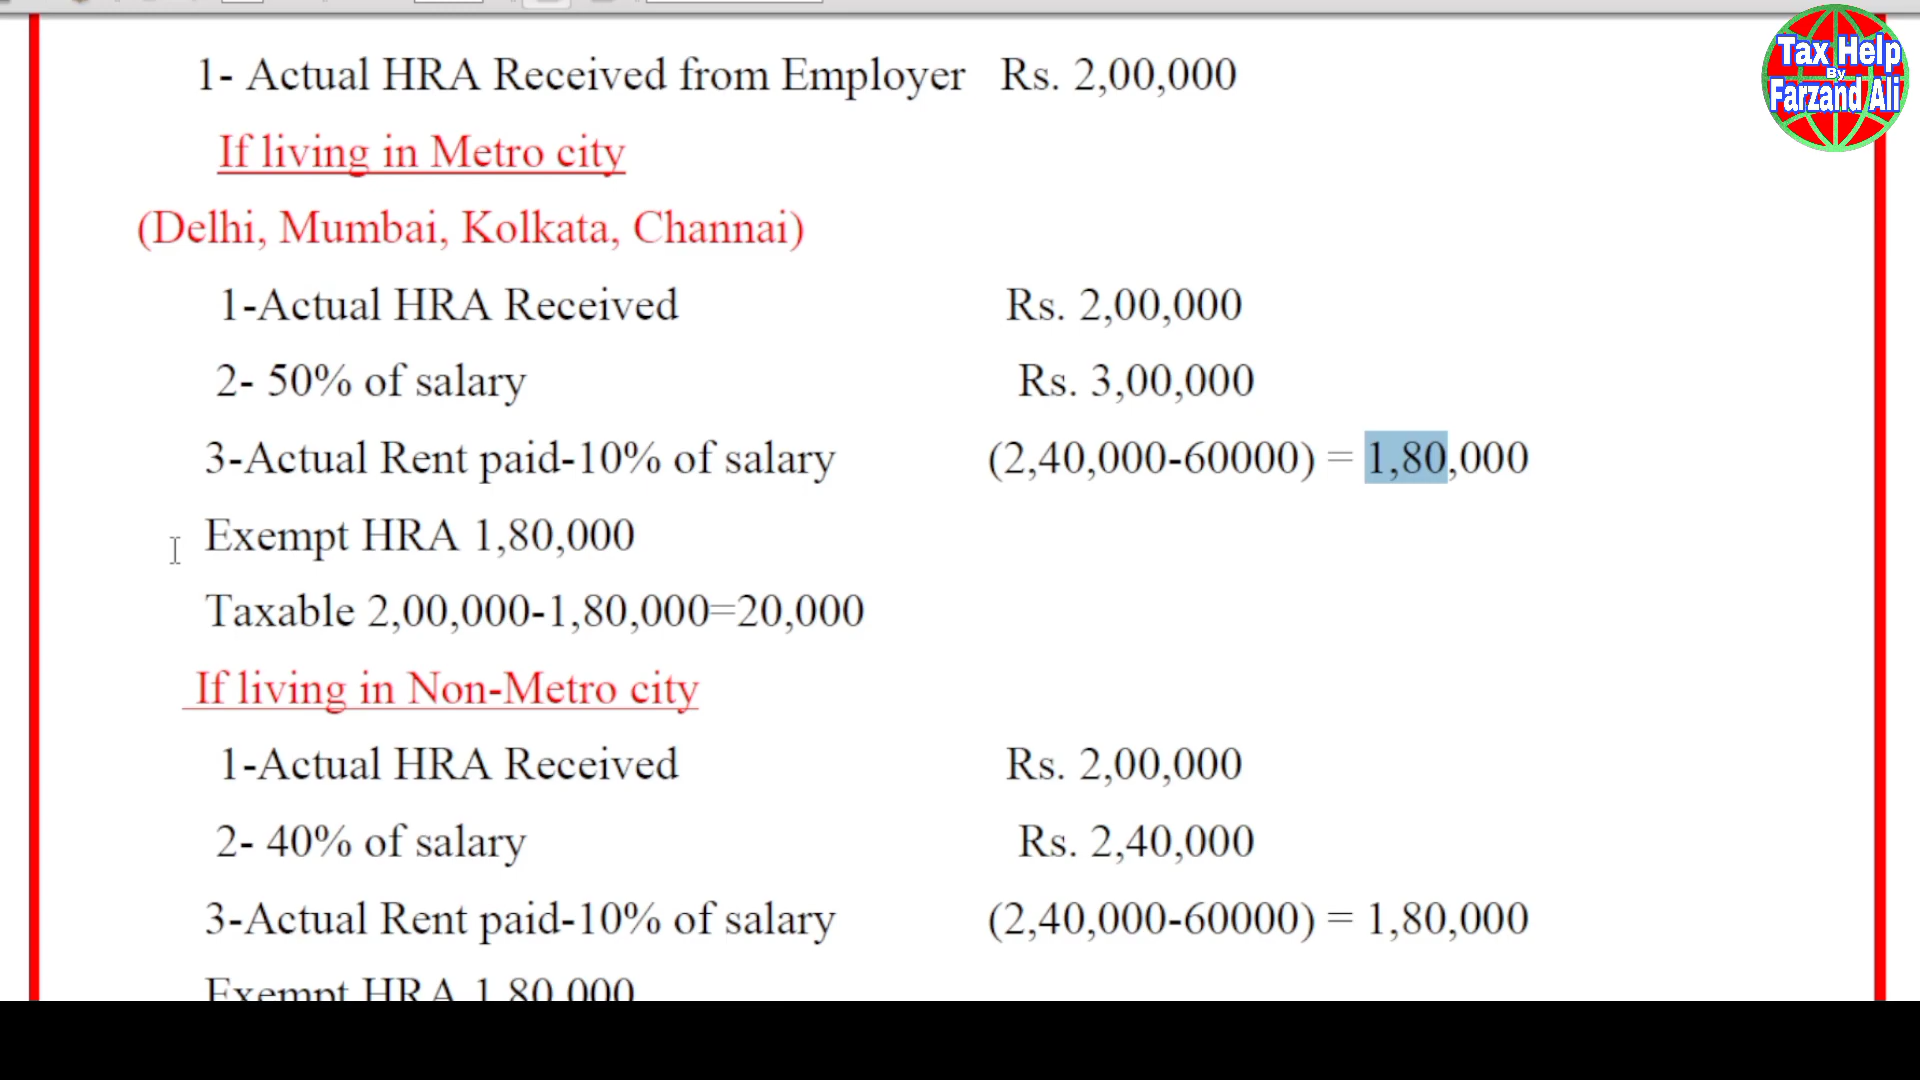 1- Actual HRA Received from Employer Rs. 2,00,000
If living in Metro city
(Delhi, Mumbai, Kolkata, Channai)
1-Actual HRA Received Rs. 2,00,000
2- 50% of salary Rs. 3,00,000
3-Actual Rent paid-10% of salary (2,40,000-60000) = 1,80,000
Exempt HRA 1,80,000
Taxable 2,00,000-1,80,000=20,000
If living in Non-Metro city
1-Actual HRA Received Rs. 2,00,000
2- 40% of salary Rs. 2,40,000
3-Actual Rent paid-10% of salary (2,40,000-60000) = 1,80,000
Exempt HRA 1,80,000
Tax Help
By
Farzand Ali